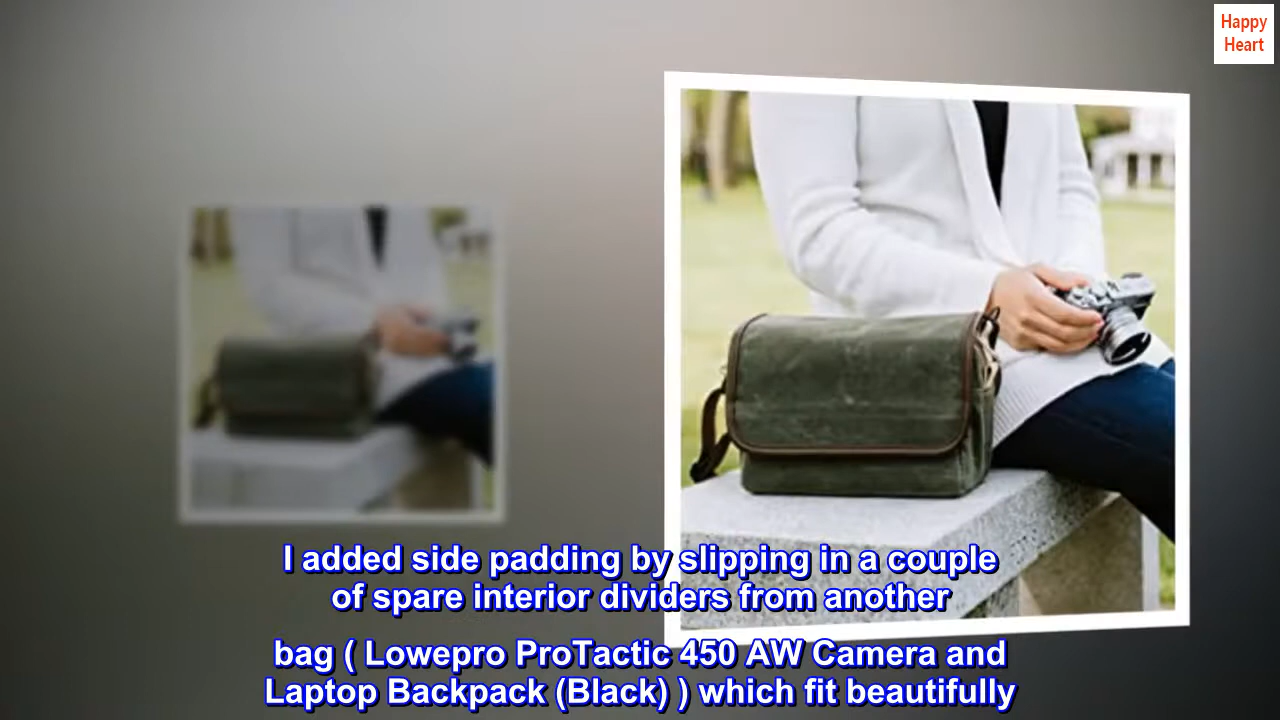 Happy
Heart
I added side padding by slipping in a couple
of spare interior dividers from another
bag ( Lowepro ProTactic 450 AW Camera and
Laptop Backpack (Black) ) which fit beautifully